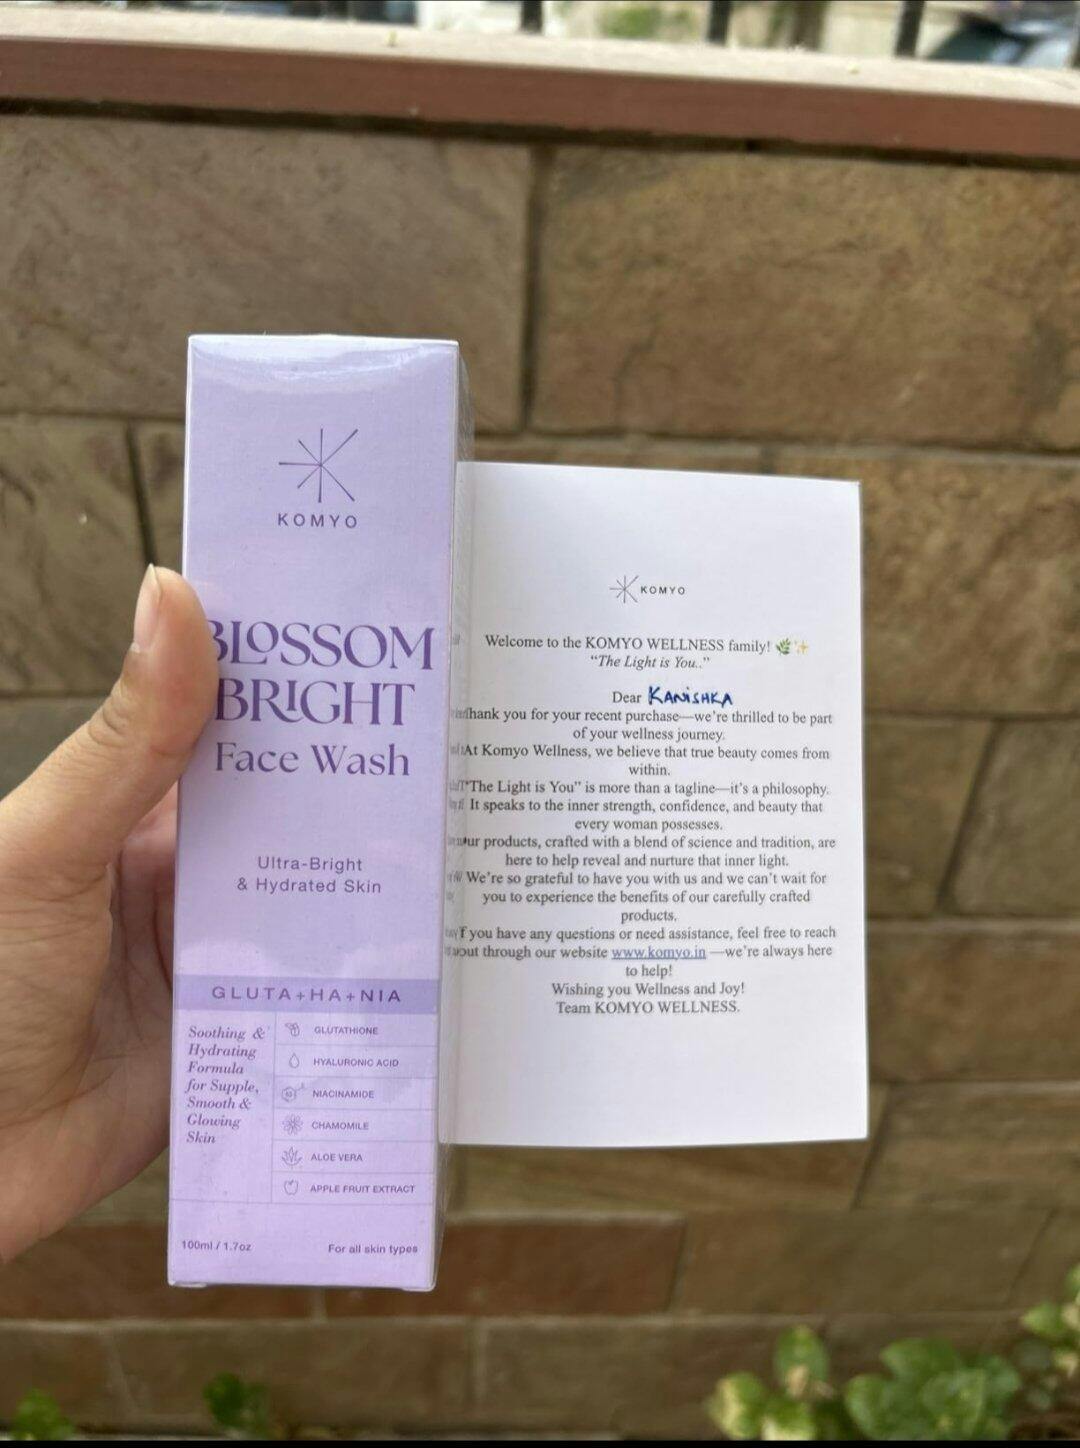 KOMYO
BLOSSOM
BRIGHT
Face Wash
Ultra-Bright
& Hydrated Skin
GLUTA+HA+NIA
Soothing &
Hydrating
Formula
for Supple,
Smooth &
Glowing
Skin
GLUTATHIONE
HYALURONIC ACID
NIACINAMIDE
CHAMOMILE
ALOE VERA
APPLE FRUIT EXTRACT
100ml / 1.7oz
For all skin types
KOMYO
Welcome to the KOMYO WELLNESS family! 🌿✨
“The Light is You..”
Dear KANiSHKA
hank you for your recent purchase—we’re thrilled to be part
of your wellness journey.
At Komyo Wellness, we believe that true beauty comes from
within.
“The Light is You” is more than a tagline—it’s a philosophy.
It speaks to the inner strength, confidence, and beauty that
every woman possesses.
ur products, crafted with a blend of science and tradition, are
here to help reveal and nurture that inner light.
We’re so grateful to have you with us and we can’t wait for
you to experience the benefits of our carefully crafted
products.
f you have any questions or need assistance, feel free to reach
out through our website www.komyo.in —we’re always here
to help!
Wishing you Wellness and Joy!
Team KOMYO WELLNESS.